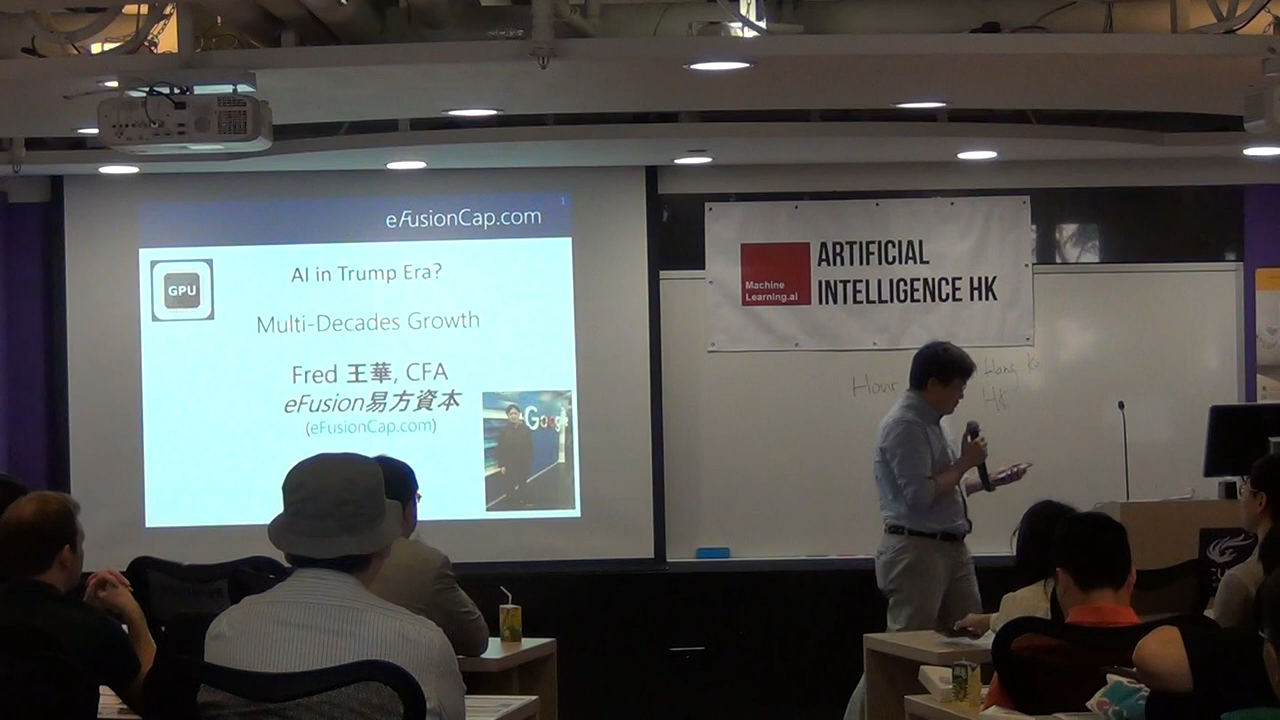 1
eFusionCap.com
GPU
AI in Trump Era?
Multi-Decades Growth
Fred 王華, CFA
eFusion易方資本
(eFusionCap.com)
Google
Machine
Learning.ai
ARTIFICIAL
INTELLIGENCE HK
Hour
HK